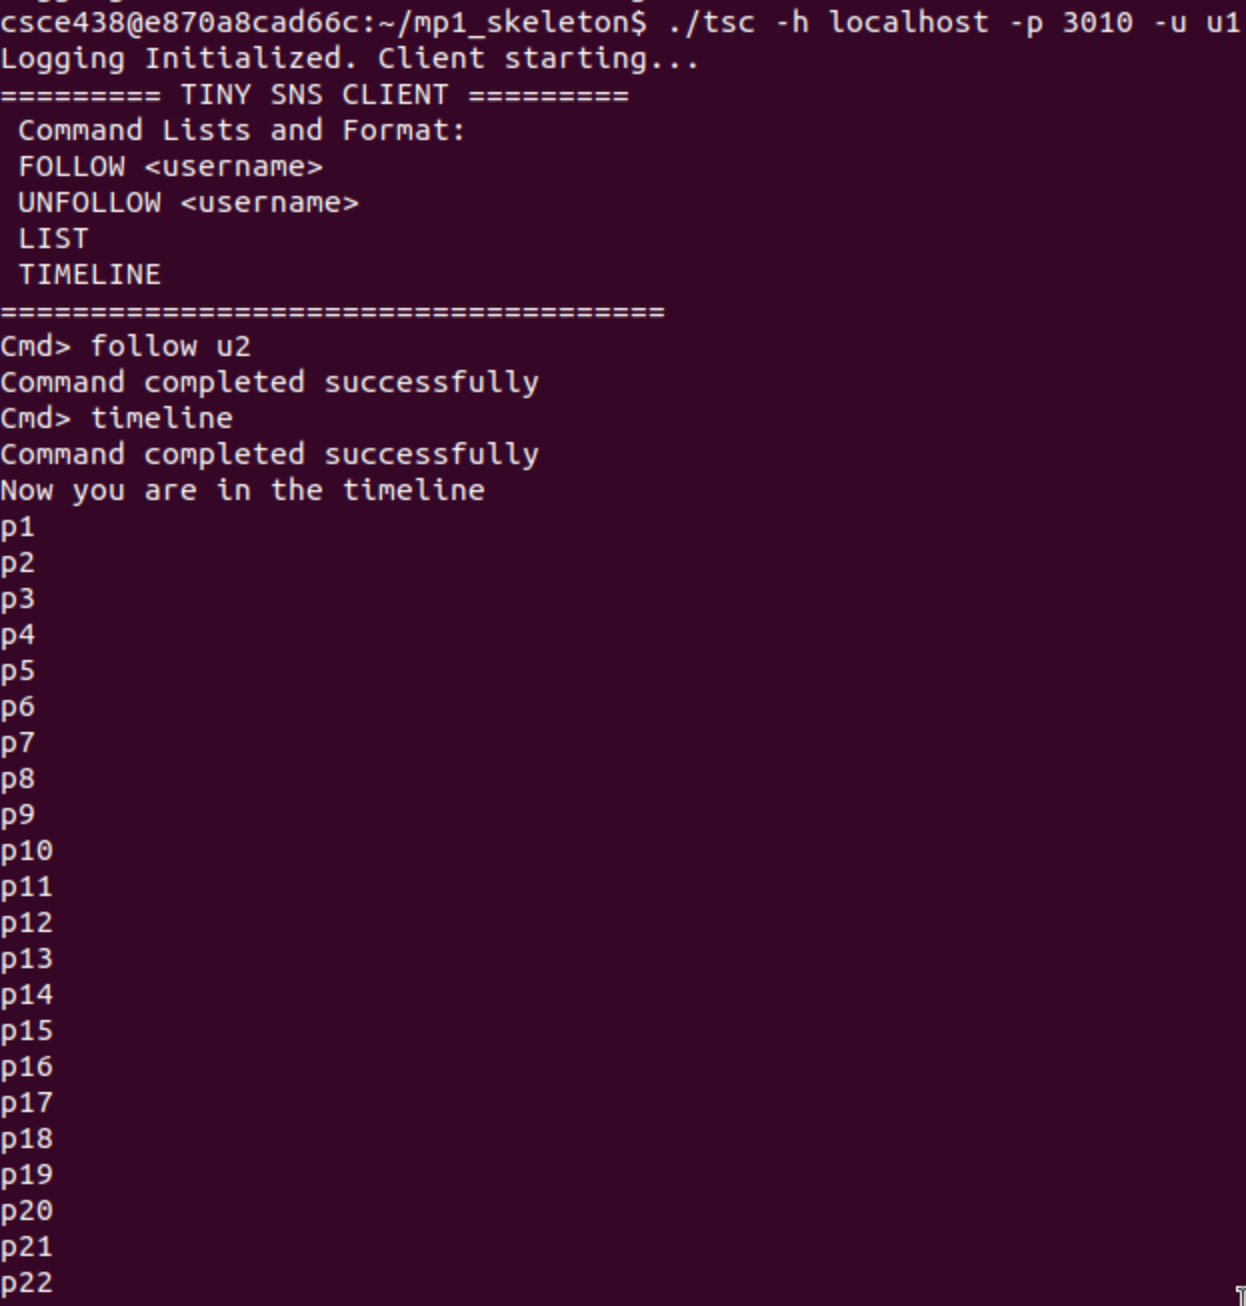 csce438@e870a8cad66c:~/mp1_skeleton$ ./tsc -h localhost -p 3010 -u u1
Logging Initialized. Client starting...
========= TINY SNS CLIENT =========
 Command Lists and Format:
 FOLLOW <username>
 UNFOLLOW <username>
 LIST
 TIMELINE
=====================================
Cmd> follow u2
Command completed successfully
Cmd> timeline
Command completed successfully
Now you are in the timeline
p1
p2
p3
p4
p5
p6
p7
p8
p9
p10
p11
p12
p13
p14
p15
p16
p17
p18
p19
p20
p21
p22